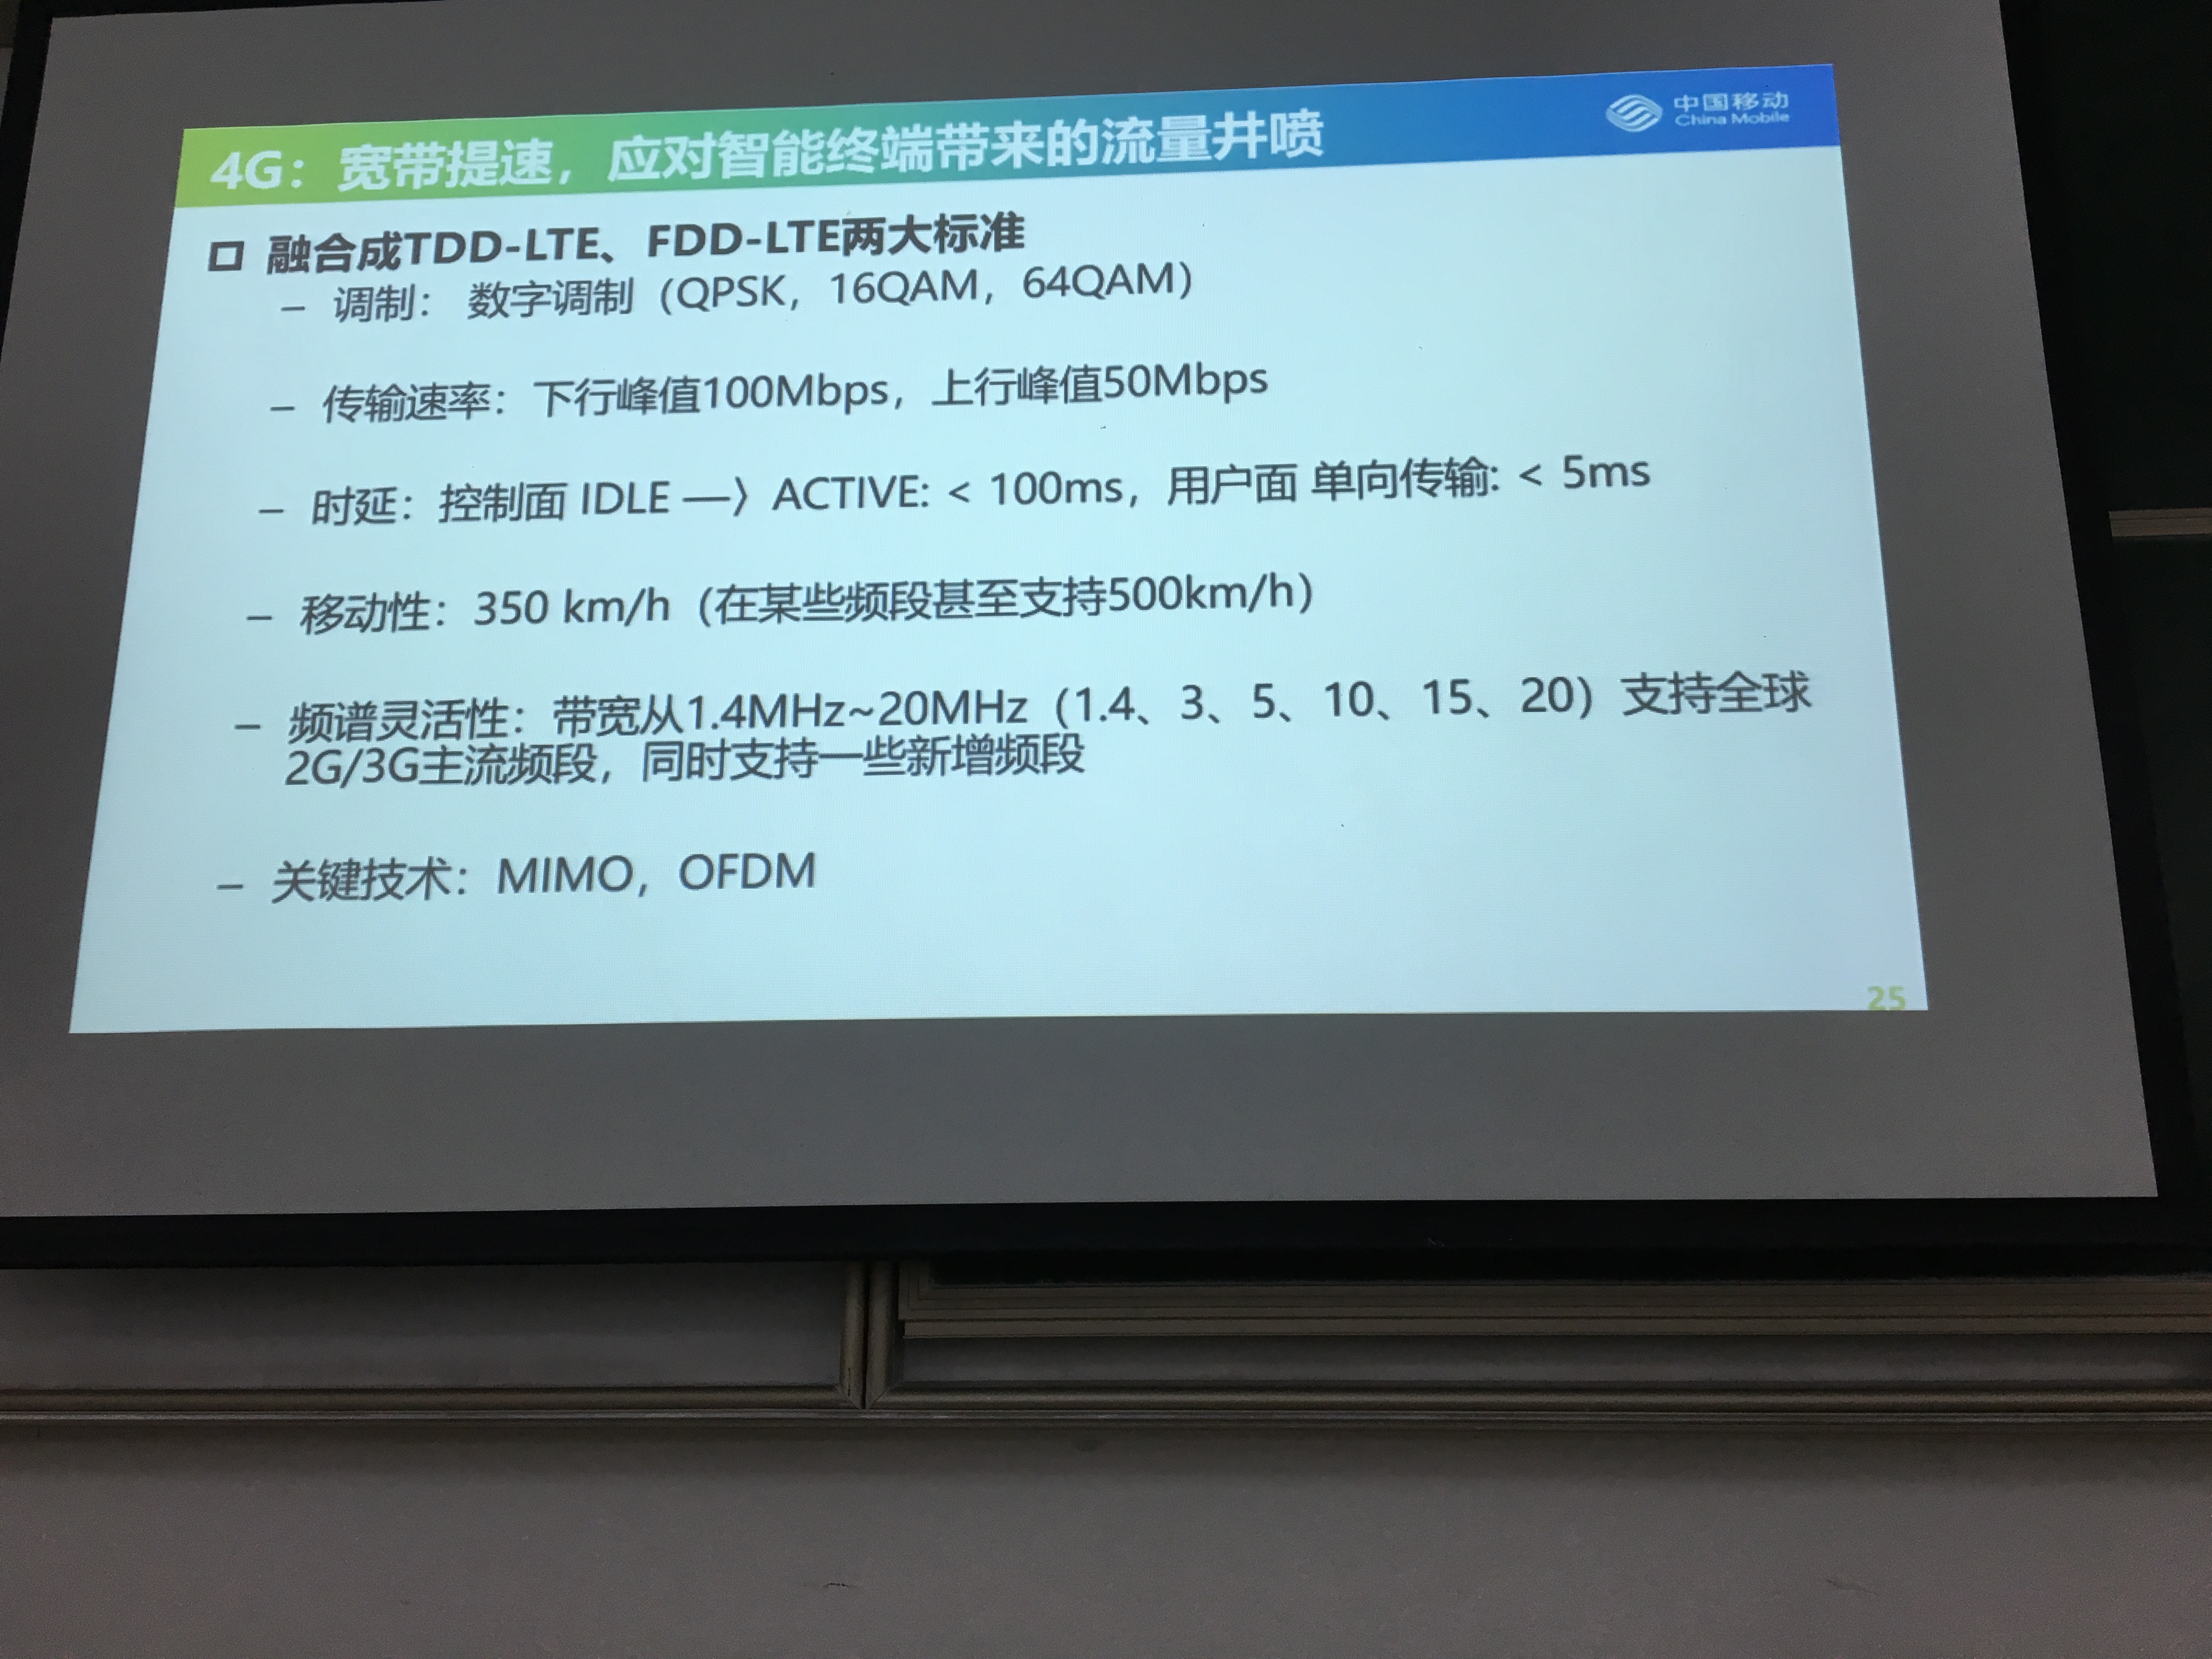 中国移动
China Mobile
4G：宽带提速，应对智能终端带来的流量井喷
融合成TDD-LTE、FDD-LTE两大标准
– 调制： 数字调制（QPSK，16QAM，64QAM）
– 传输速率：下行峰值100Mbps，上行峰值50Mbps
– 时延：控制面 IDLE —〉ACTIVE: < 100ms，用户面 单向传输: < 5ms
– 移动性：350 km/h（在某些频段甚至支持500km/h）
– 频谱灵活性：带宽从1.4MHz~20MHz（1.4、3、5、10、15、20）支持全球
2G/3G主流频段，同时支持一些新增频段
– 关键技术：MIMO，OFDM
25